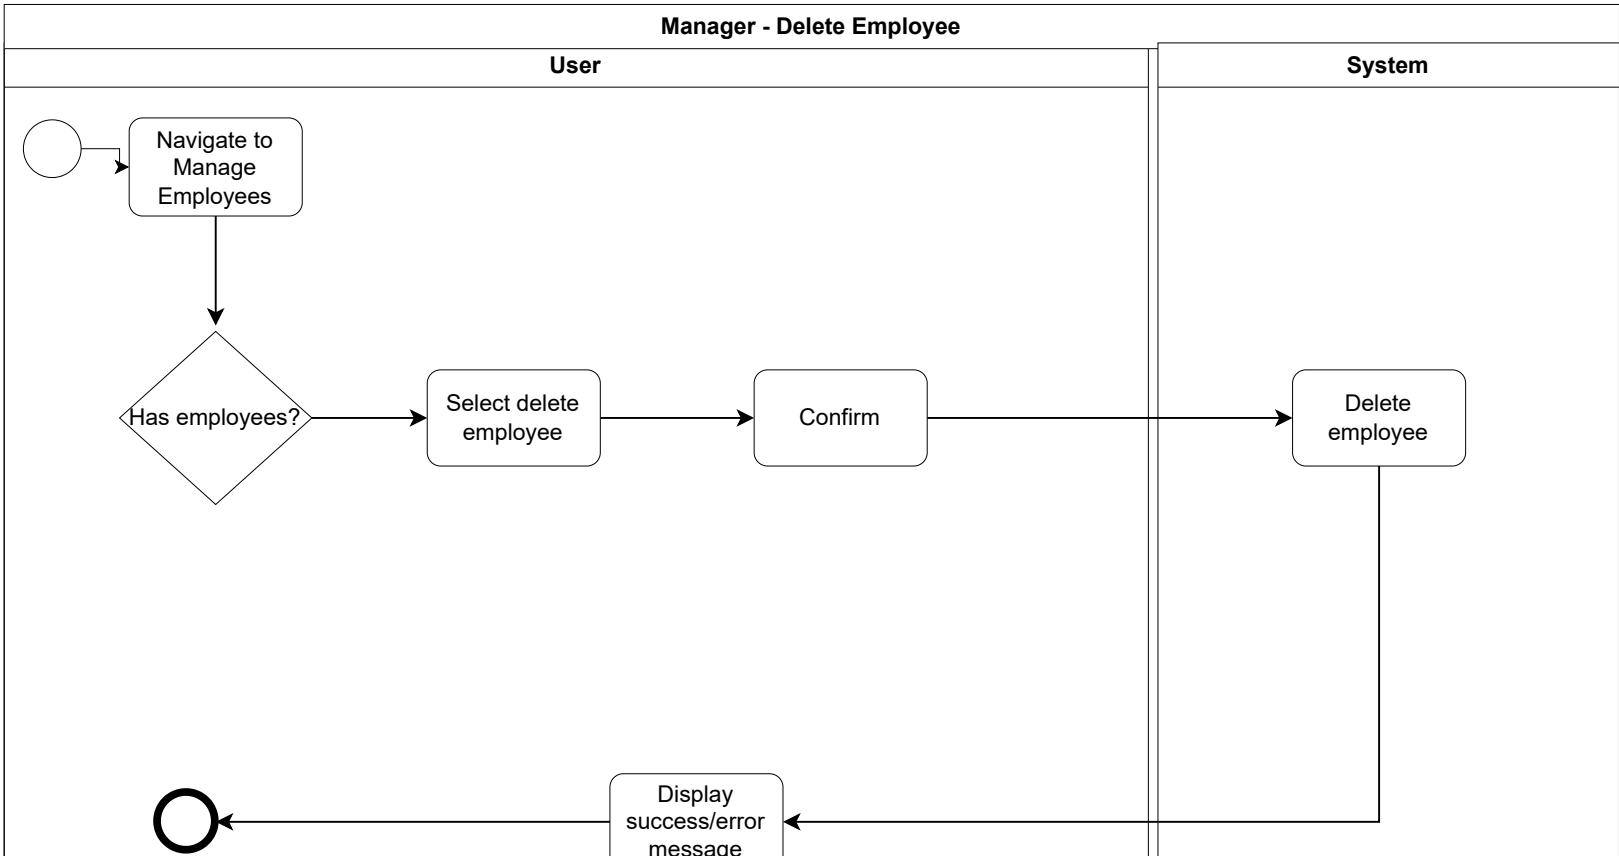 Manager - Delete Employee
User
System
Navigate to
Manage
Employees
Has employees?
Select delete
employee
Confirm
Delete
employee
Display
success/error
message